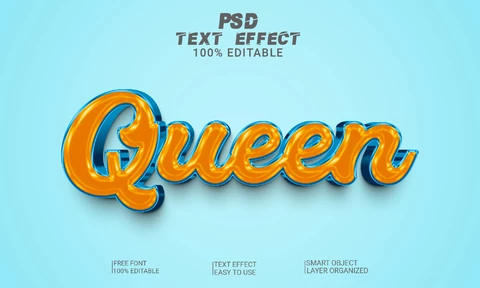 PSD
TEXT EFFECT
100% EDITABLE
Queen
FREE FONT
100% EDITABLE
TEXT EFFECT
EASY TO USE
SMART OBJECT
LAYER ORGANIZED